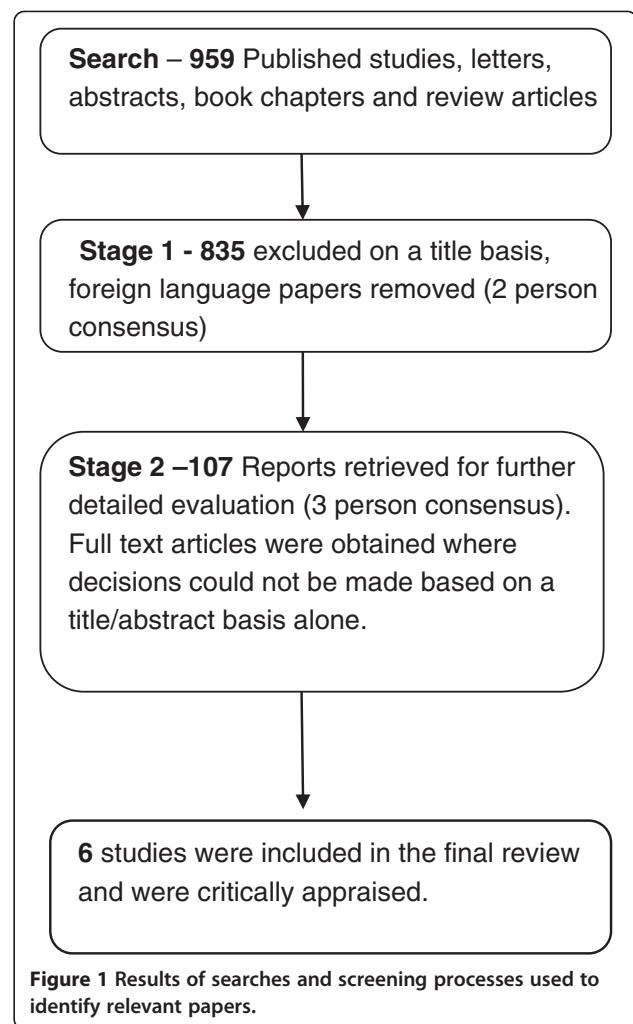 Search – 959 Published studies, letters,
abstracts, book chapters and review articles
Stage 1 - 835 excluded on a title basis,
foreign language papers removed (2 person
consensus)
Stage 2 –107 Reports retrieved for further
detailed evaluation (3 person consensus).
Full text articles were obtained where
decisions could not be made based on a
title/abstract basis alone.
6 studies were included in the final review
and were critically appraised.
Figure 1 Results of searches and screening processes used to
identify relevant papers.